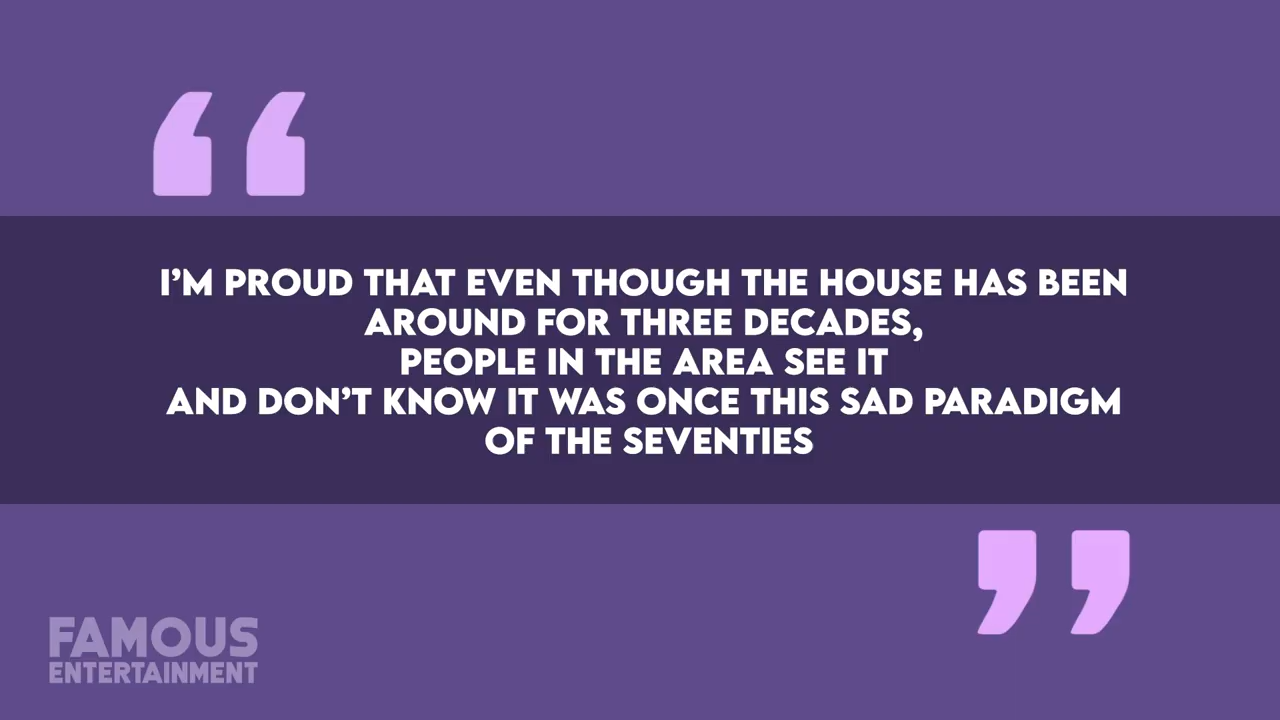 I’M PROUD THAT EVEN THOUGH THE HOUSE HAS BEEN
AROUND FOR THREE DECADES,
PEOPLE IN THE AREA SEE IT
AND DON’T KNOW IT WAS ONCE THIS SAD PARADIGM
OF THE SEVENTIES
FAMOUS
ENTERTAINMENT